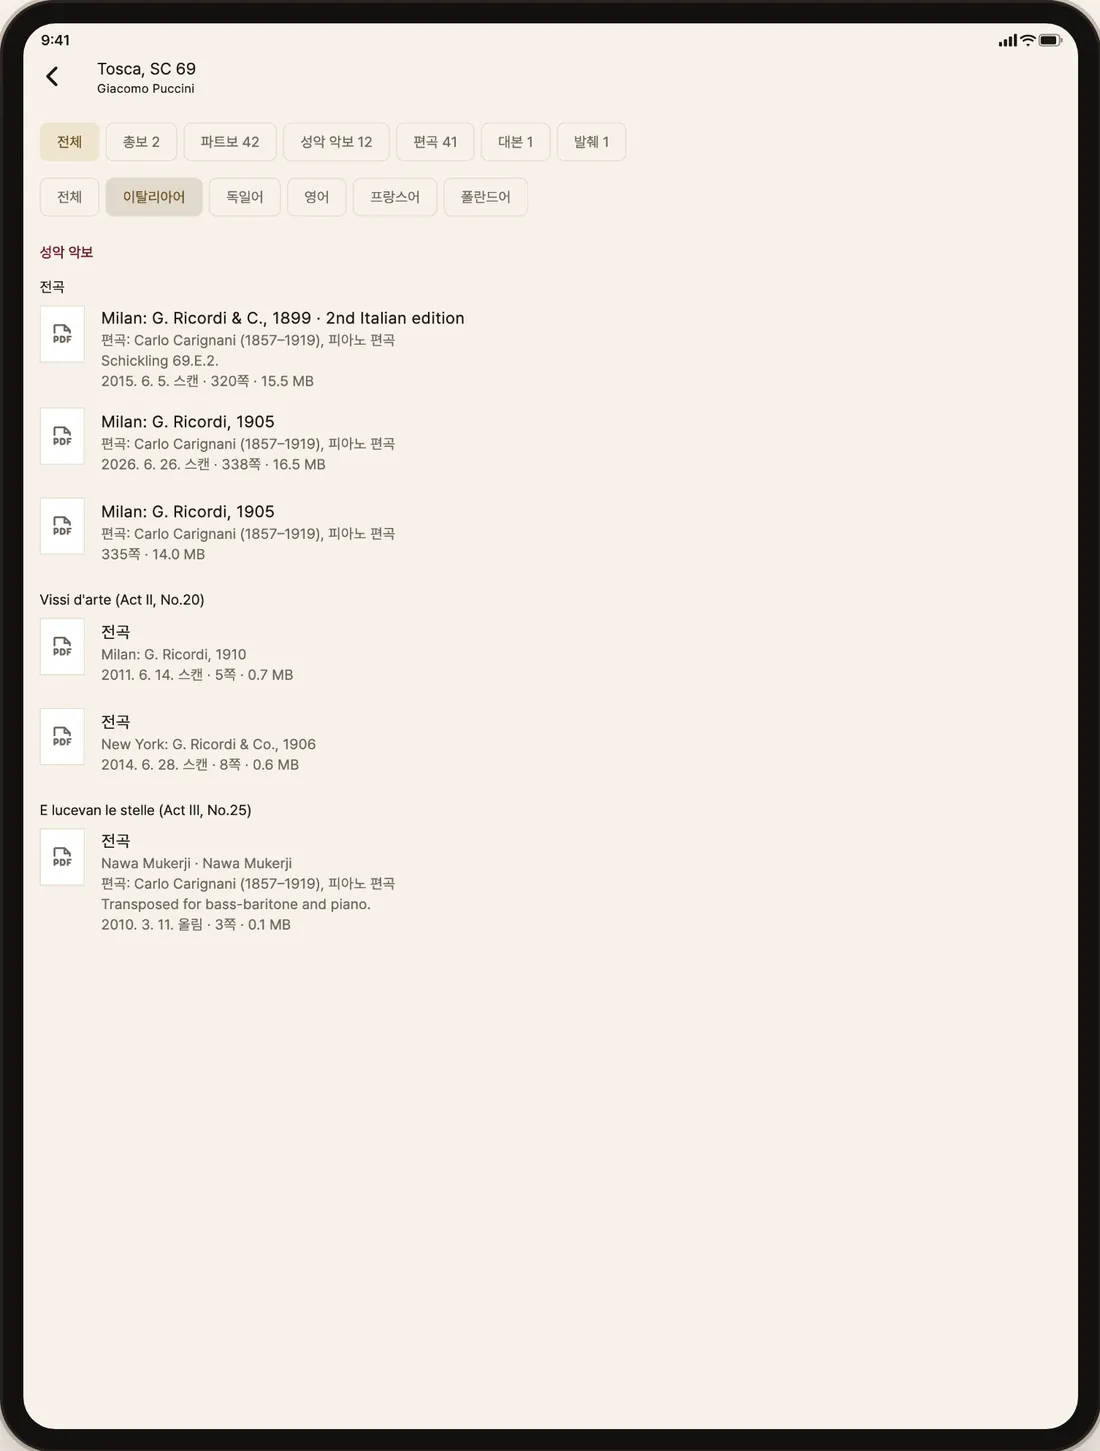 9:41
Tosca, SC 69
Giacomo Puccini
전체 총보 2 파트보 42 성악 악보 12 편곡 41 대본 1 발췌 1
전체 이탈리아어 독일어 영어 프랑스어 폴란드어
성악 악보
전곡
PDF
Milan: G. Ricordi & C., 1899 · 2nd Italian edition
편곡: Carlo Carignani (1857–1919), 피아노 편곡
Schickling 69.E.2.
2015. 6. 5. 스캔 · 320쪽 · 15.5 MB
PDF
Milan: G. Ricordi, 1905
편곡: Carlo Carignani (1857–1919), 피아노 편곡
2026. 6. 26. 스캔 · 338쪽 · 16.5 MB
PDF
Milan: G. Ricordi, 1905
편곡: Carlo Carignani (1857–1919), 피아노 편곡
335쪽 · 14.0 MB
Vissi d'arte (Act II, No.20)
PDF
전곡
Milan: G. Ricordi, 1910
2011. 6. 14. 스캔 · 5쪽 · 0.7 MB
PDF
전곡
New York: G. Ricordi & Co., 1906
2014. 6. 28. 스캔 · 8쪽 · 0.6 MB
E lucevan le stelle (Act III, No.25)
PDF
전곡
Nawa Mukerji · Nawa Mukerji
편곡: Carlo Carignani (1857–1919), 피아노 편곡
Transposed for bass-baritone and piano.
2010. 3. 11. 올림 · 3쪽 · 0.1 MB